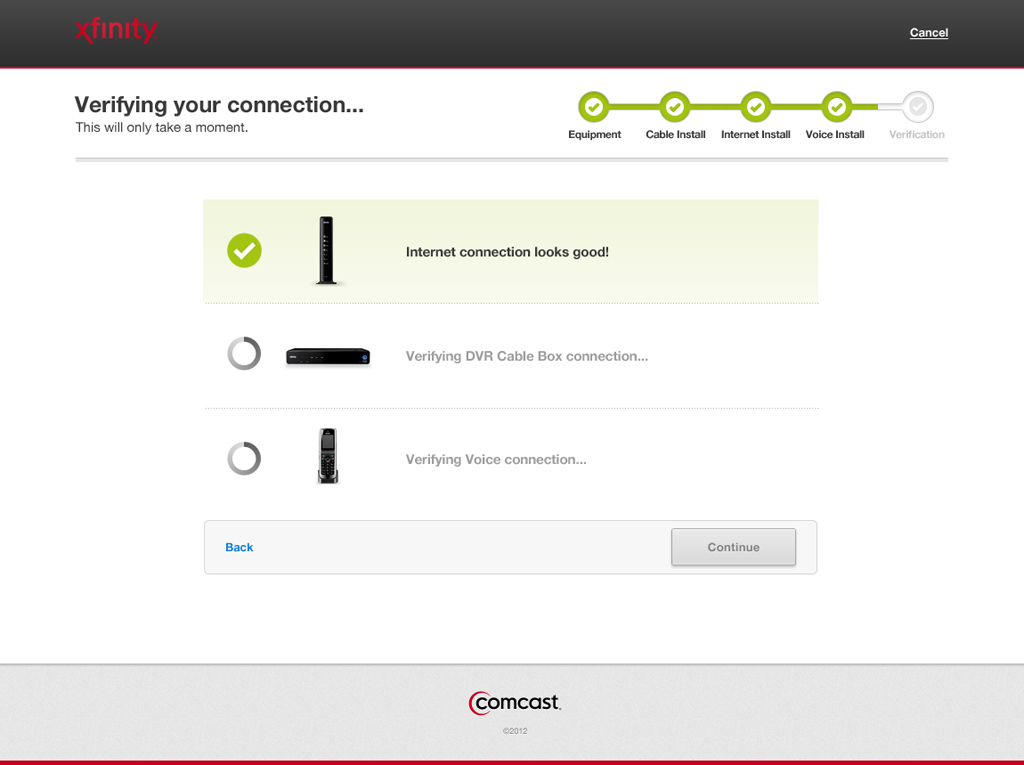 xfinity
Cancel
Verifying your connection...
This will only take a moment.
Equipment
Cable Install
Internet Install
Voice Install
Verification
Internet connection looks good!
Verifying DVR Cable Box connection...
Verifying Voice connection...
Back
Continue
comcast.
©2012